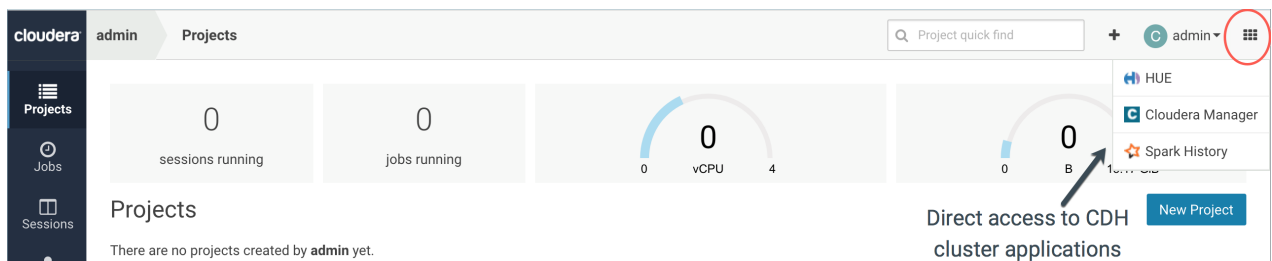 cloudera
admin
Projects
Project quick find
+
C
admin
HUE
C
Cloudera Manager
Spark History
Projects
Jobs
Sessions
0
sessions running
0
jobs running
0
0
vCPU
4
0
0
B
Direct access to CDH
cluster applications
New Project
Projects
There are no projects created by admin yet.